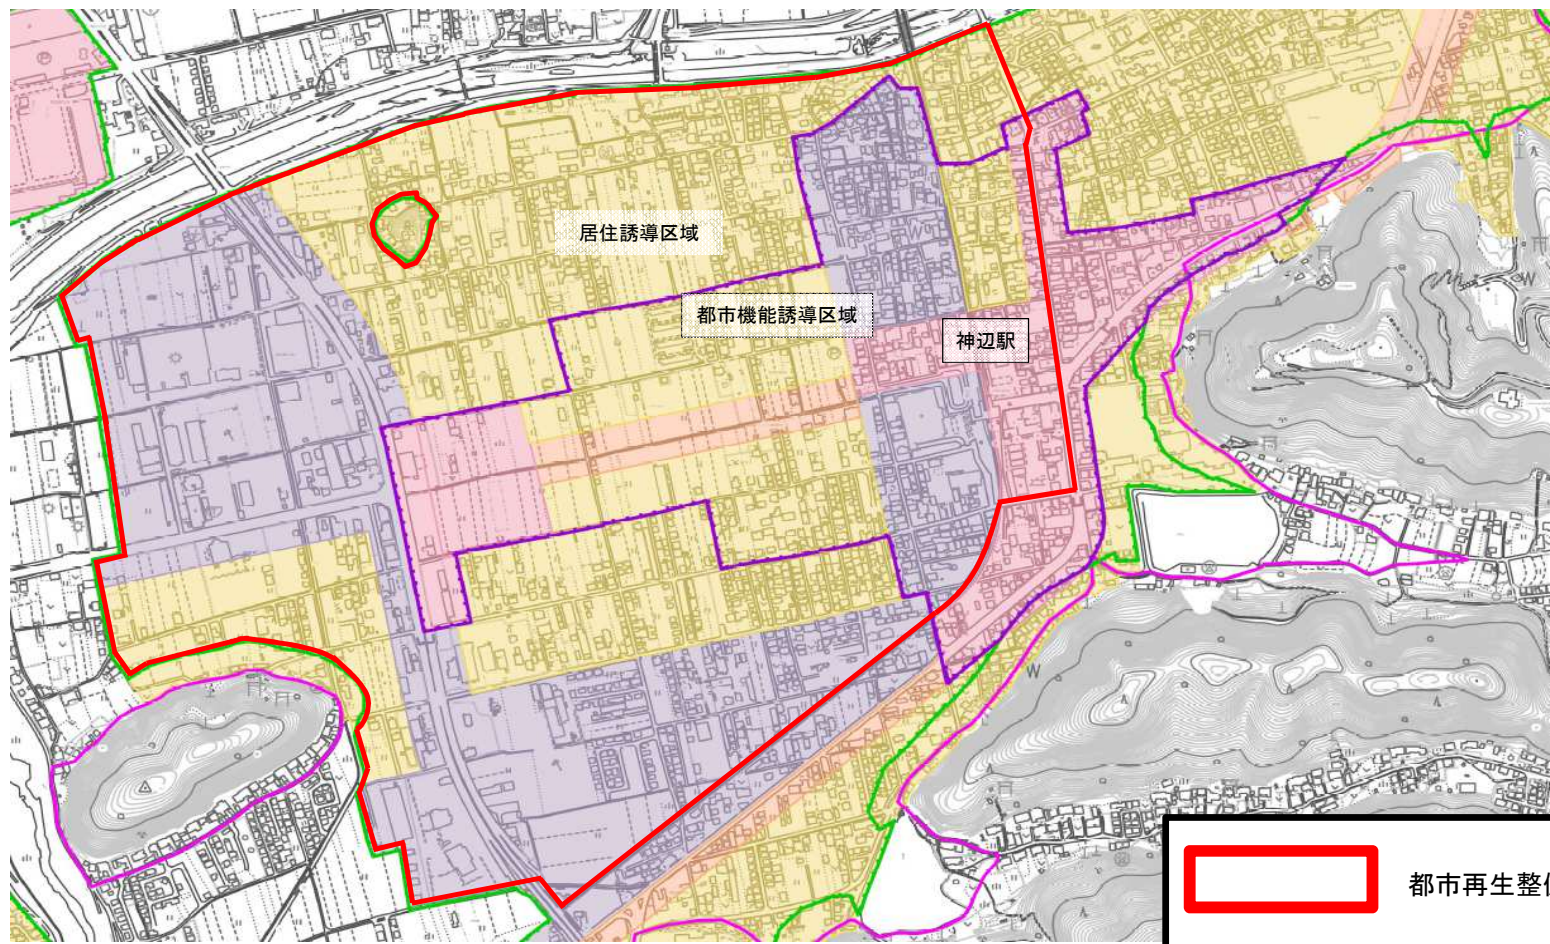 居住誘導区域
都市機能誘導区域
神辺駅
都市再生整